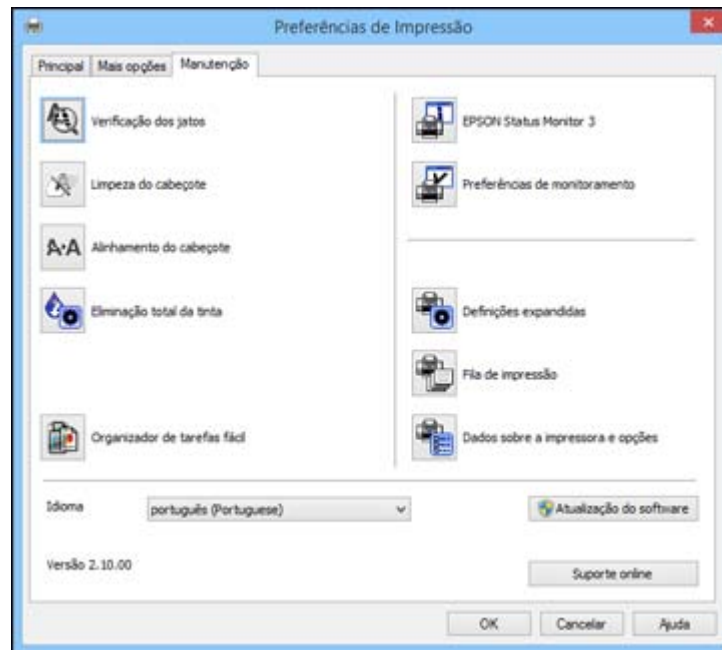 Preferências de Impressão
Principal
Mais opções
Manutenção
Verificação dos jatos
Limpeza do cabeçote
A·A
Alinhamento do cabeçote
Eliminação total da tinta
Organizador de tarefas fácil
EPSON Status Monitor 3
Preferências de monitoramento
Definições expandidas
Fila de impressão
Dados sobre a impressora e opções
Idioma
português (Portuguese)
Atualização do software
Versão 2.10.00
Suporte online
OK
Cancelar
Ajuda